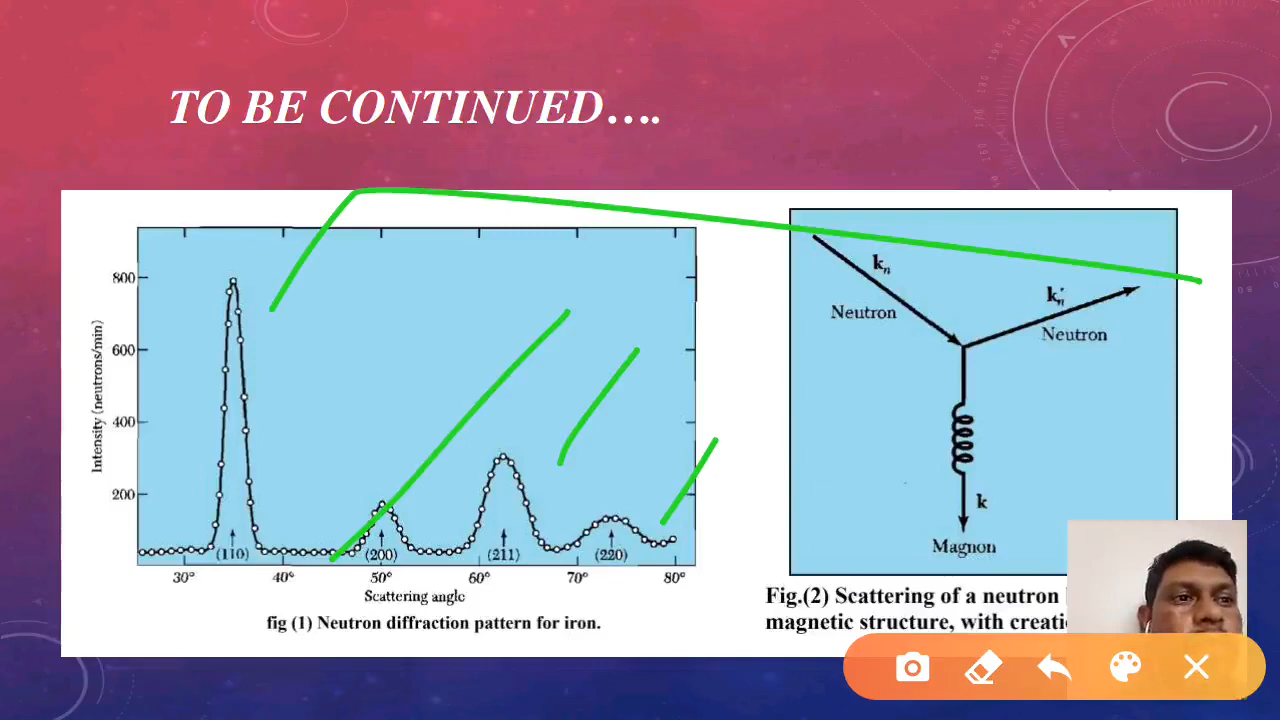 TO BE CONTINUED….
800
600
400
200
Intensity (neutrons/min)
(110)
(200)
(211)
(220)
30° 40° 50° 60° 70° 80°
Scattering angle
fig (1) Neutron diffraction pattern for iron.
kn
Neutron
k′n
Neutron
k
Magnon
Fig.(2) Scattering of a neutron
magnetic structure, with